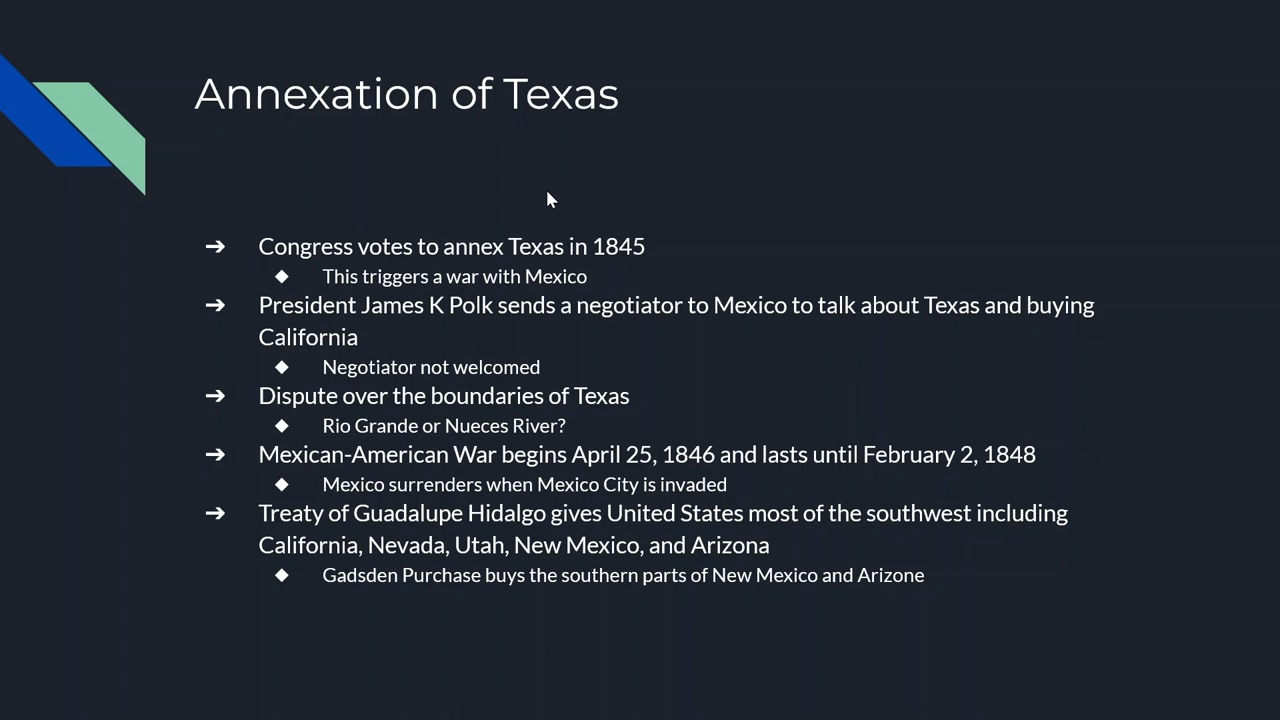 Annexation of Texas
➔ Congress votes to annex Texas in 1845
◆ This triggers a war with Mexico
➔ President James K Polk sends a negotiator to Mexico to talk about Texas and buying
California
◆ Negotiator not welcomed
➔ Dispute over the boundaries of Texas
◆ Rio Grande or Nueces River?
➔ Mexican-American War begins April 25, 1846 and lasts until February 2, 1848
◆ Mexico surrenders when Mexico City is invaded
➔ Treaty of Guadalupe Hidalgo gives United States most of the southwest including
California, Nevada, Utah, New Mexico, and Arizona
◆ Gadsden Purchase buys the southern parts of New Mexico and Arizone